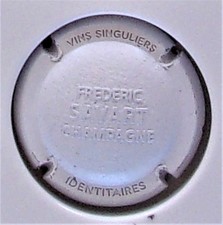 VINS SINGULIERS
FREDERIC
SAVART
CHAMPAGNE
IDENTITAIRES